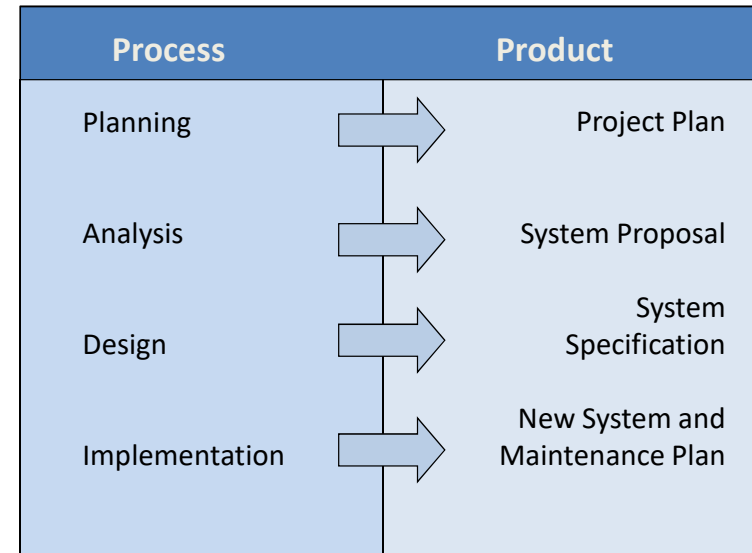 Process Product
Planning Project Plan
Analysis System Proposal
Design System
Specification
Implementation New System and
Maintenance Plan